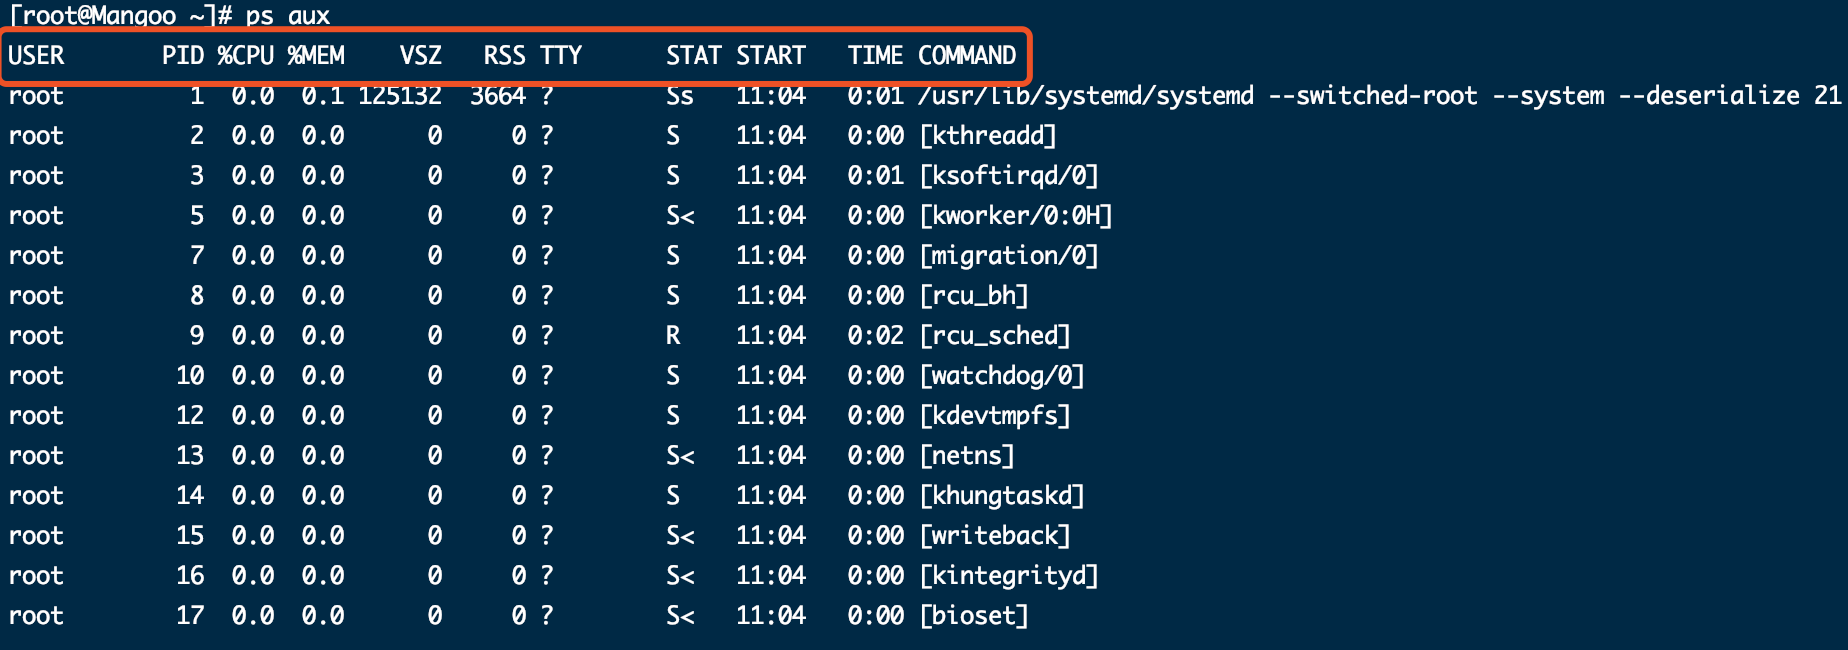 [root@Mangoo ~]# ps aux
USER       PID %CPU %MEM    VSZ   RSS TTY      STAT START   TIME COMMAND
root         1  0.0  0.1 125132  3664 ?        Ss   11:04   0:01 /usr/lib/systemd/systemd --switched-root --system --deserialize 21
root         2  0.0  0.0      0     0 ?        S    11:04   0:00 [kthreadd]
root         3  0.0  0.0      0     0 ?        S    11:04   0:01 [ksoftirqd/0]
root         5  0.0  0.0      0     0 ?        S<   11:04   0:00 [kworker/0:0H]
root         7  0.0  0.0      0     0 ?        S    11:04   0:00 [migration/0]
root         8  0.0  0.0      0     0 ?        S    11:04   0:00 [rcu_bh]
root         9  0.0  0.0      0     0 ?        R    11:04   0:02 [rcu_sched]
root        10  0.0  0.0      0     0 ?        S    11:04   0:00 [watchdog/0]
root        12  0.0  0.0      0     0 ?        S    11:04   0:00 [kdevtmpfs]
root        13  0.0  0.0      0     0 ?        S<   11:04   0:00 [netns]
root        14  0.0  0.0      0     0 ?        S    11:04   0:00 [khungtaskd]
root        15  0.0  0.0      0     0 ?        S<   11:04   0:00 [writeback]
root        16  0.0  0.0      0     0 ?        S<   11:04   0:00 [kintegrityd]
root        17  0.0  0.0      0     0 ?        S<   11:04   0:00 [bioset]